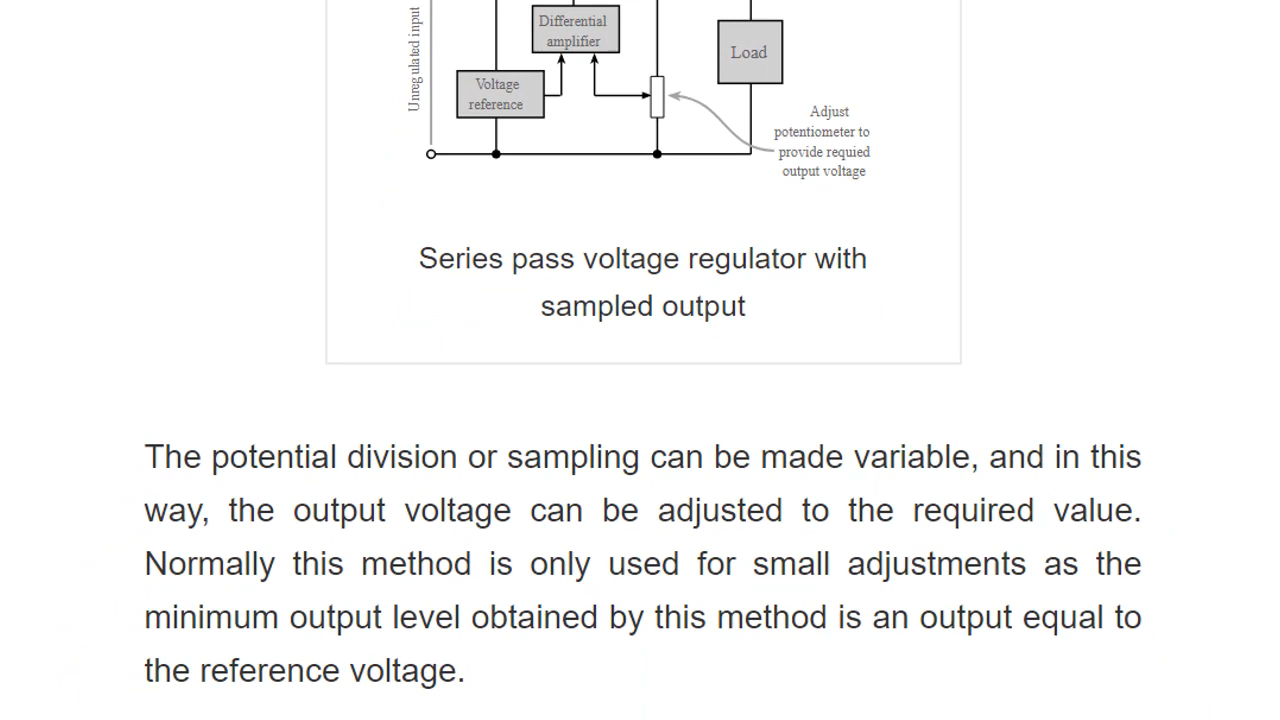 Unregulated input
Differential
amplifier
Load
Voltage
reference
Adjust
potentiometer to
provide requied
output voltage
Series pass voltage regulator with
sampled output
The potential division or sampling can be made variable, and in this
way, the output voltage can be adjusted to the required value.
Normally this method is only used for small adjustments as the
minimum output level obtained by this method is an output equal to
the reference voltage.